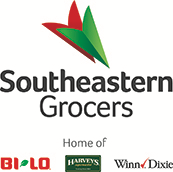 Southeastern
Grocers
Home of
BI-LO HARVEYS Winn Dixie